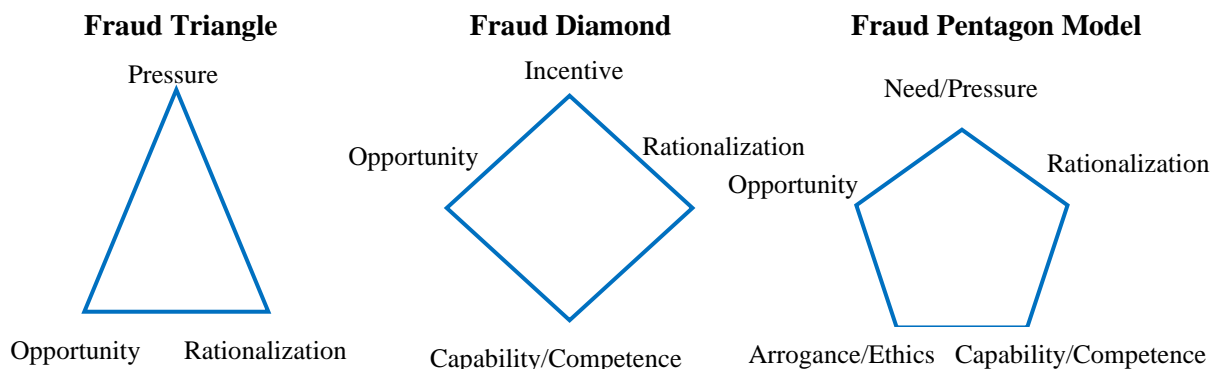 Fraud Triangle
Pressure
Opportunity
Rationalization
Fraud Diamond
Incentive
Opportunity
Rationalization
Capability/Competence
Fraud Pentagon Model
Need/Pressure
Opportunity
Rationalization
Arrogance/Ethics
Capability/Competence